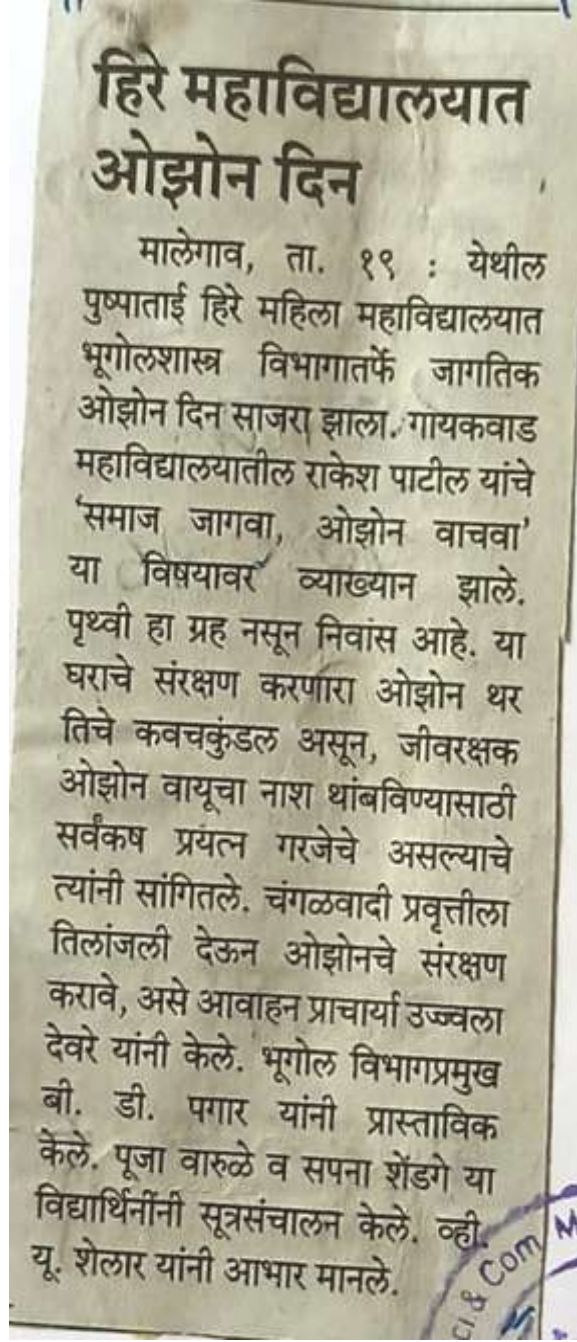 हिरे महाविद्यालयात
ओझोन दिन
मालेगाव, ता. १९ : येथील
पुष्पाताई हिरे महिला महाविद्यालयात
भूगोलशास्त्र विभागातर्फे जागतिक
ओझोन दिन साजरा झाला. गायकवाड
महाविद्यालयातील राकेश पाटील यांचे
'समाज जागवा, ओझोन वाचवा'
या विषयावर व्याख्यान झाले.
पृथ्वी हा ग्रह नसून निवास आहे. या
घराचे संरक्षण करणारा ओझोन थर
तिचे कवचकुंडल असून, जीवरक्षक
ओझोन वायूचा नाश थांबविण्यासाठी
सर्वंकष प्रयत्न गरजेचे असल्याचे
त्यांनी सांगितले. चंगळवादी प्रवृत्तीला
तिलांजली देऊन ओझोनचे संरक्षण
करावे, असे आवाहन प्राचार्या उज्ज्वला
देवरे यांनी केले. भूगोल विभागप्रमुख
बी. डी. पगार यांनी प्रास्ताविक
केले. पूजा वारुळे व सपना शेंडगे या
विद्यार्थिनींनी सूत्रसंचालन केले. व्ही.
यू. शेलार यांनी आभार मानले.
& Com M